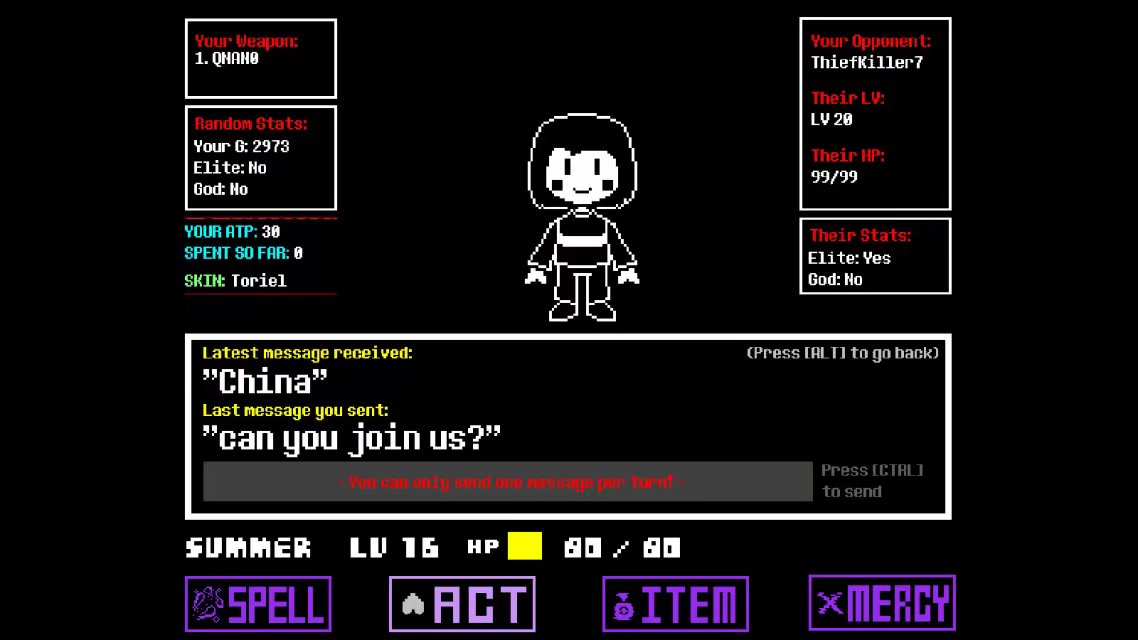 Your Weapon:
1. QNAN0
Random Stats:
Your G: 2973
Elite: No
God: No
YOUR ATP: 30
SPENT SO FAR: 0
SKIN: Toriel
Your Opponent:
ThiefKiller7
Their LV:
LV 20
Their HP:
99/99
Their Stats:
Elite: Yes
God: No
Latest message received:
(Press [ALT] to go back)
"China"
Last message you sent:
"can you join us?"
- You can only send one message per turn! -
Press [CTRL]
to send
SUMMER LV 16 HP 80 / 80
SPELL ACT ITEM MERCY